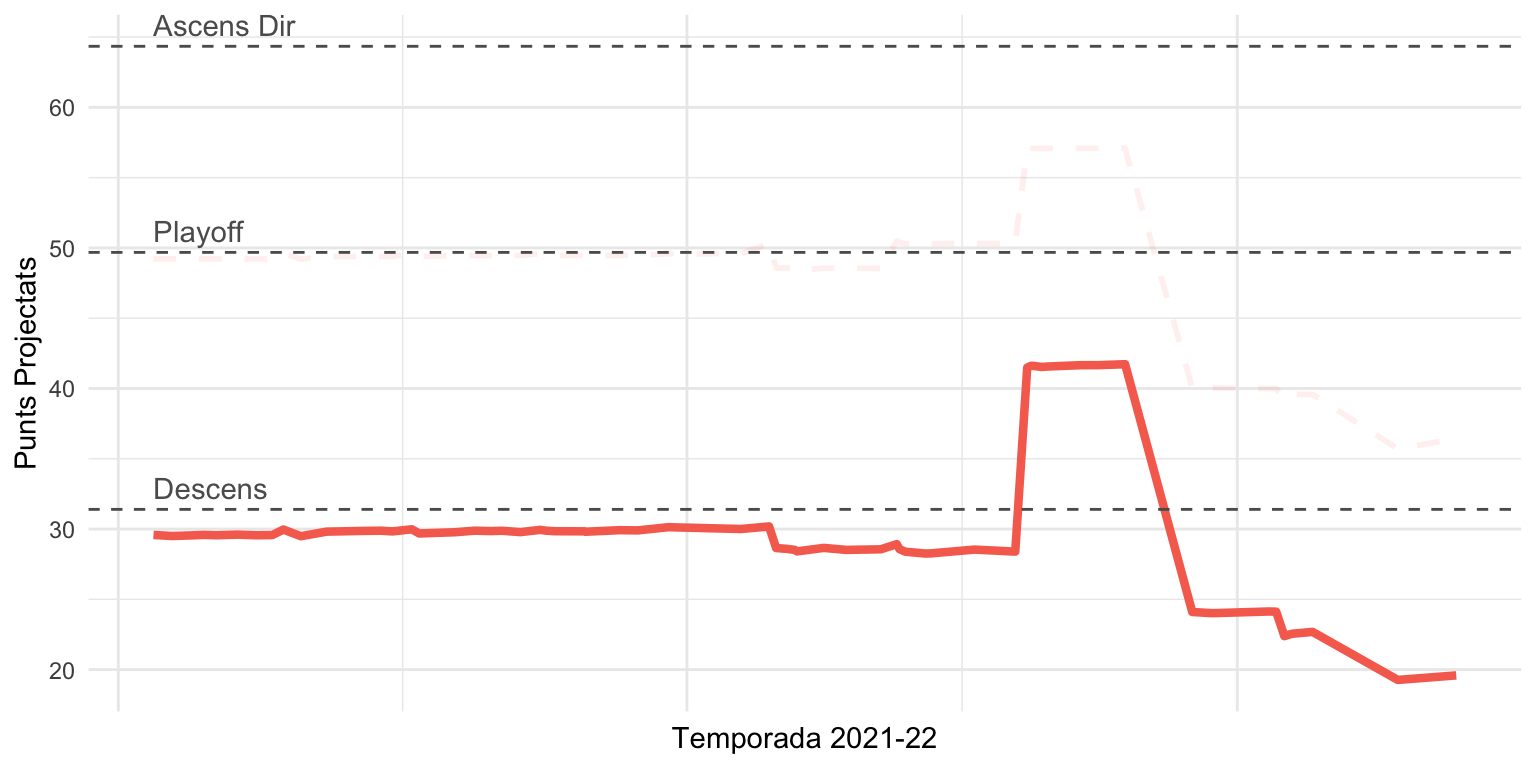 Ascens Dir
60
Playoff
50
Punts Projectats
40
Descens
30
20
Temporada 2021-22